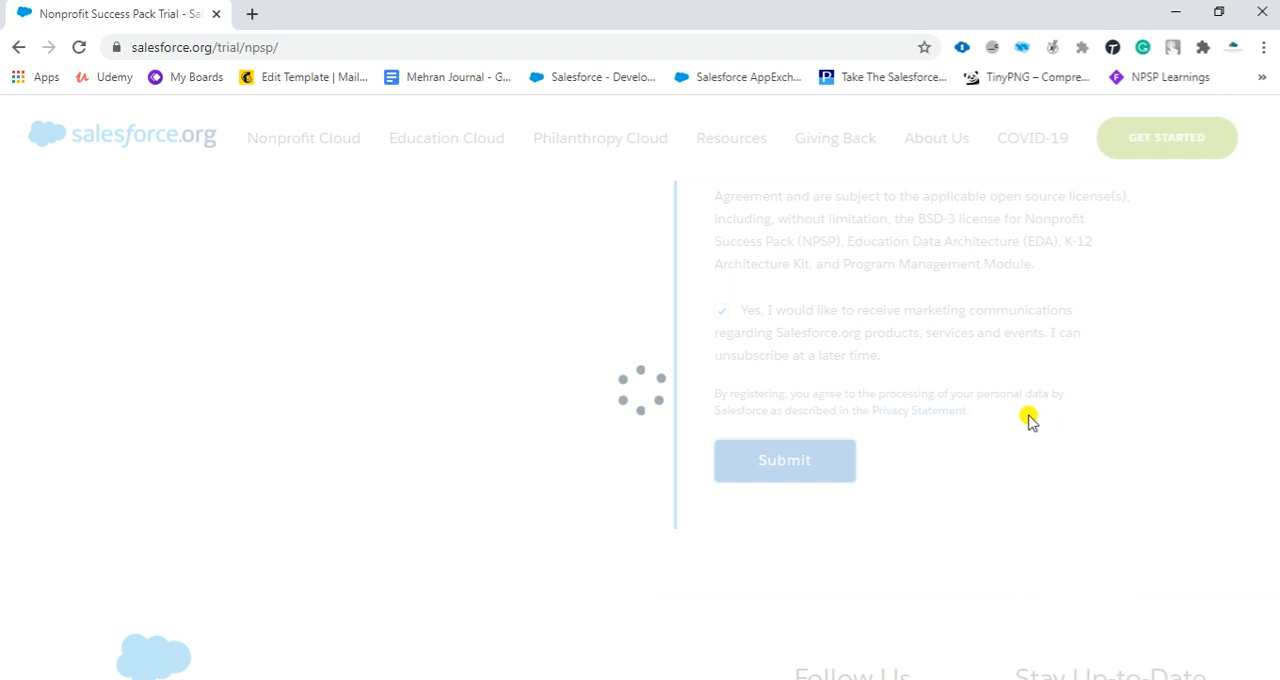 Nonprofit Success Pack Trial - Sa
salesforce.org/trial/npsp/
Apps Udemy My Boards Edit Template | Mail... Mehran Journal - G... Salesforce - Develo... Salesforce AppExch... Take The Salesforce... TinyPNG – Compre... NPSP Learnings »
salesforce.org Nonprofit Cloud Education Cloud Philanthropy Cloud Resources Giving Back About Us COVID-19 GET STARTED
Agreement and are subject to the applicable open source license(s),
including, without limitation, the BSD-3 license for Nonprofit
Success Pack (NPSP), Education Data Architecture (EDA), K-12
Architecture Kit, and Program Management Module.
Yes, I would like to receive marketing communications
regarding Salesforce.org products, services and events. I can
unsubscribe at a later time.
By registering, you agree to the processing of your personal data by
Salesforce as described in the Privacy Statement.
Submit
Follow Us Stay Up-to-Date